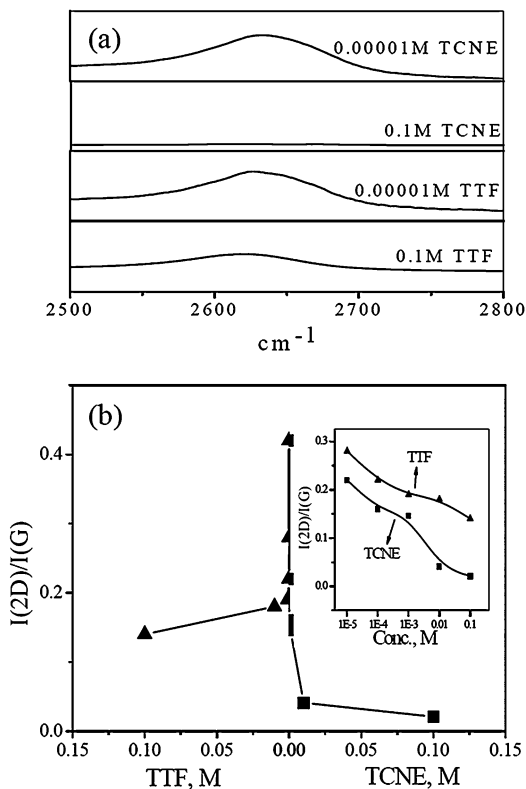 (a)
0.00001M TCNE
0.1M TCNE
0.00001M TTF
0.1M TTF
2500 2600 2700 2800
cm-1
(b)
I(2D)/I(G)
0.4
0.2
0.0
0.15 0.10 0.05 0.00 0.05 0.10 0.15
TTF, M TCNE, M
I(2D)/I(G)
0.3
0.2
0.1
0.0
TTF
TCNE
1E-5 1E-4 1E-3 0.01 0.1
Conc., M